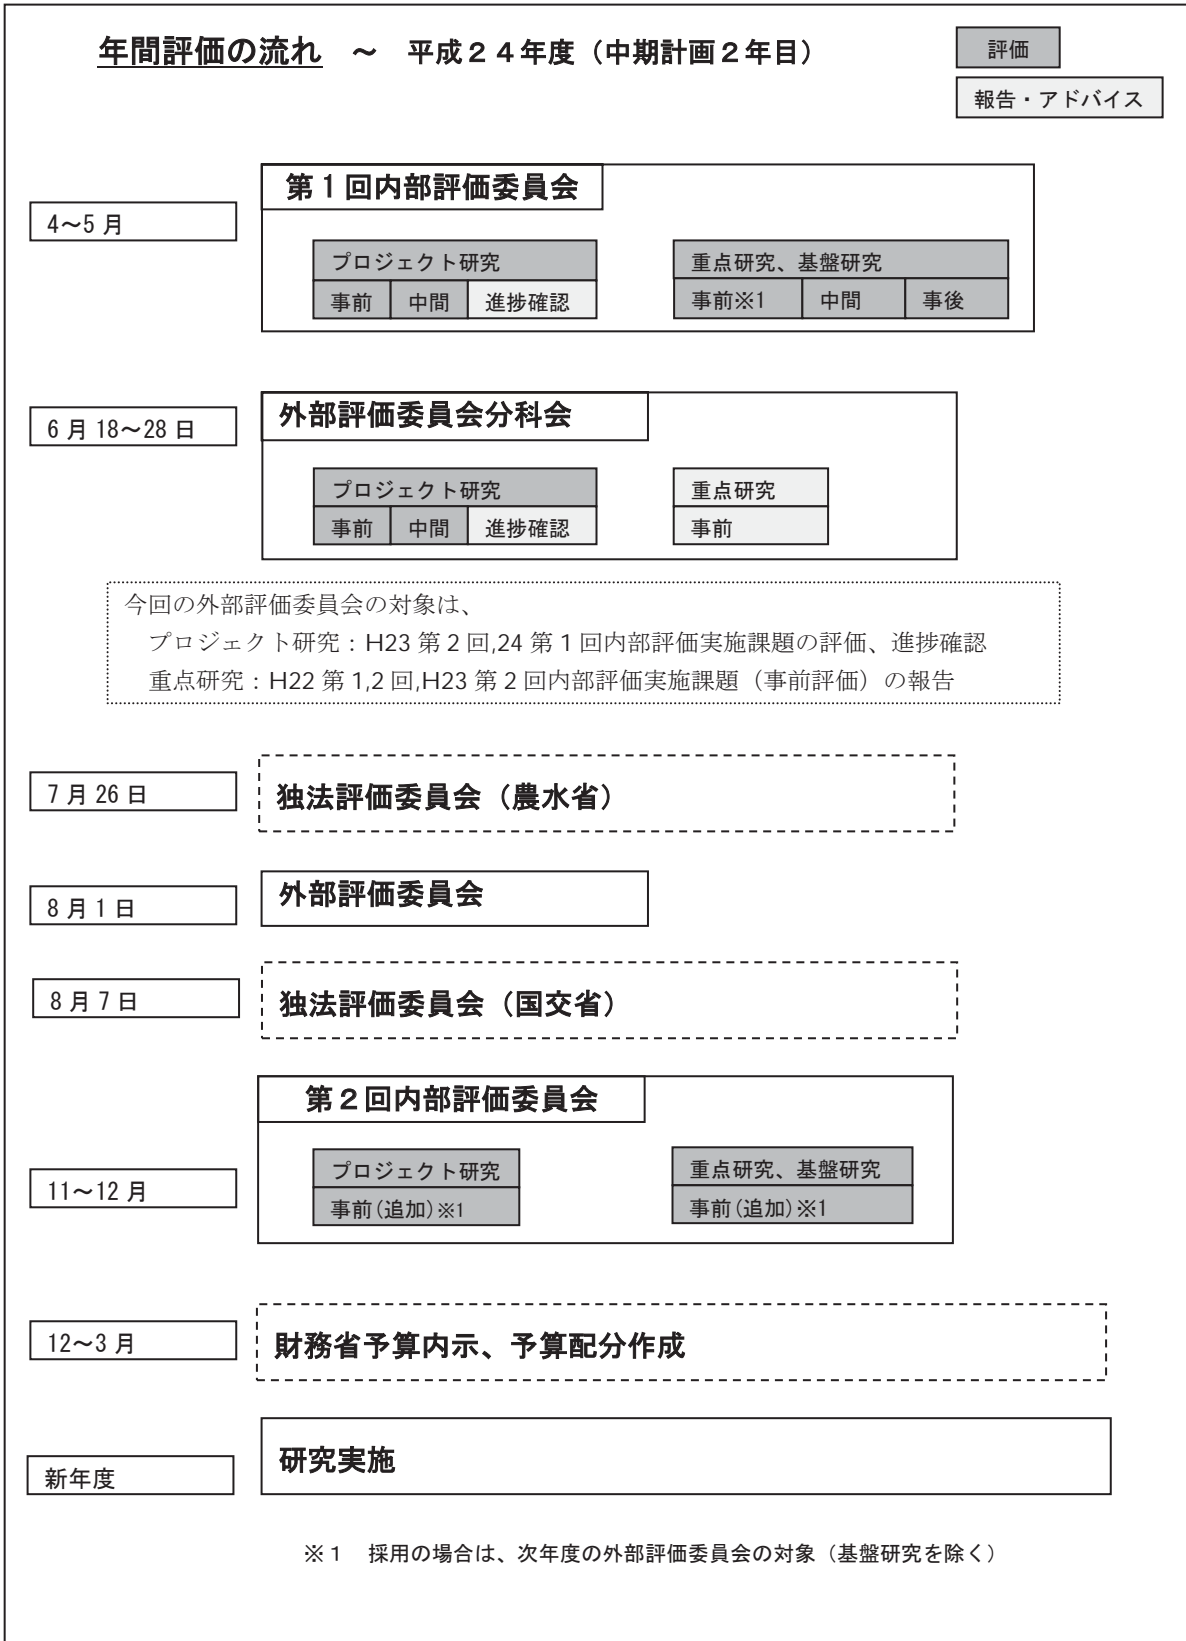 年間評価の流れ ～ 平成２４年度（中期計画２年目）
評価
報告・アドバイス
4～5 月
第１回内部評価委員会
プロジェクト研究
事前 中間 進捗確認
重点研究、基盤研究
事前※1 中間 事後
6 月 18～28 日
外部評価委員会分科会
プロジェクト研究
事前 中間 進捗確認
重点研究
事前
今回の外部評価委員会の対象は、
プロジェクト研究：H23 第 2 回,24 第 1 回内部評価実施課題の評価、進捗確認
重点研究：H22 第 1,2 回,H23 第 2 回内部評価実施課題（事前評価）の報告
7 月 26 日
独法評価委員会（農水省）
8 月 1 日
外部評価委員会
8 月 7 日
独法評価委員会（国交省）
11～12 月
第２回内部評価委員会
プロジェクト研究
事前(追加)※1
重点研究、基盤研究
事前(追加)※1
12～3 月
財務省予算内示、予算配分作成
新年度
研究実施
※１ 採用の場合は、次年度の外部評価委員会の対象（基盤研究を除く）